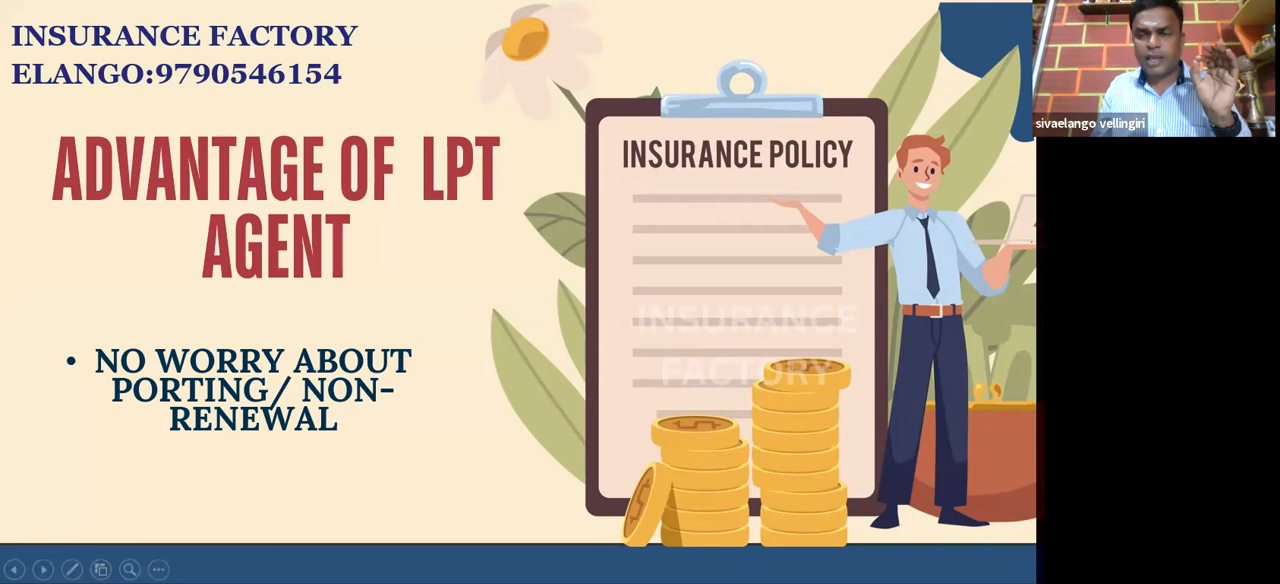 INSURANCE FACTORY
ELANGO:9790546154
ADVANTAGE OF LPT
AGENT
• NO WORRY ABOUT
PORTING/ NON-
RENEWAL
INSURANCE POLICY
INSURANCE
FACTORY
sivaelango vellingiri